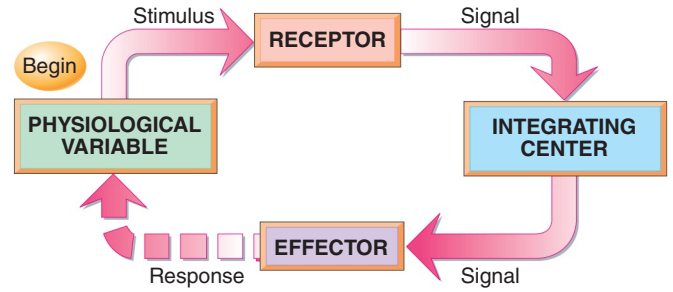 Stimulus
Signal
RECEPTOR
Begin
PHYSIOLOGICAL
VARIABLE
INTEGRATING
CENTER
EFFECTOR
Response
Signal